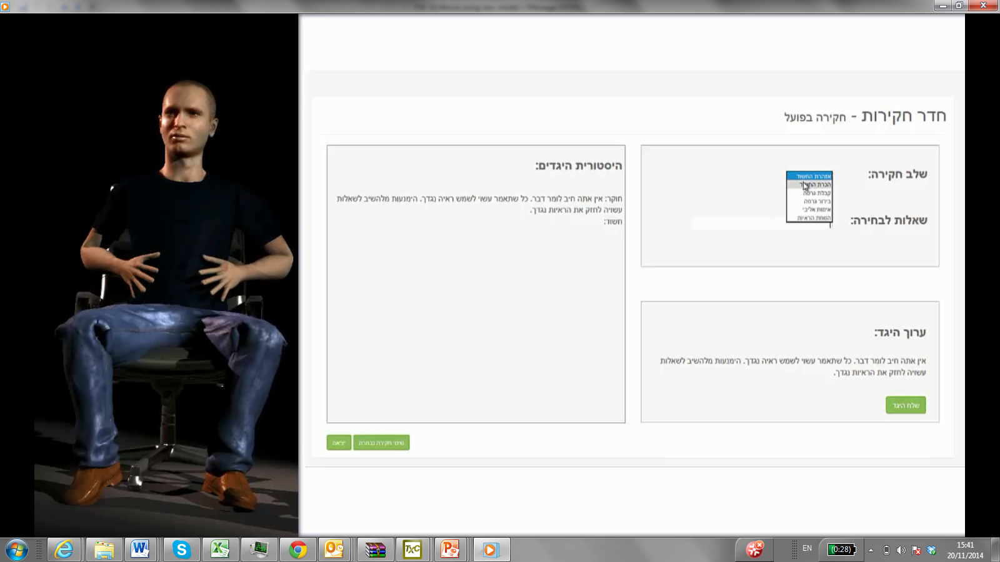 חדר חקירות - חקירה בפועל
שלב חקירה:
אזהרת החשוד
הכרת
קבלת גרסה
בירור גרסה
אימות אליבי
הטחת הראיות
שאלות לבחירה:
היסטורית היגדים:
חוקר: אין אתה חיב לומר דבר. כל שתאמר עשוי לשמש ראיה נגדך. הימנעות מלהשיב לשאלות
עשויה לחזק את הראיות נגדך.
חשוד:
ערוך היגד:
אין אתה חיב לומר דבר. כל שתאמר עשוי לשמש ראיה נגדך. הימנעות מלהשיב לשאלות
עשויה לחזק את הראיות נגדך.
שלח היגד
שינוי חקירה נבחרת
יציאה
EN
(0:28)
15:41
20/11/2014